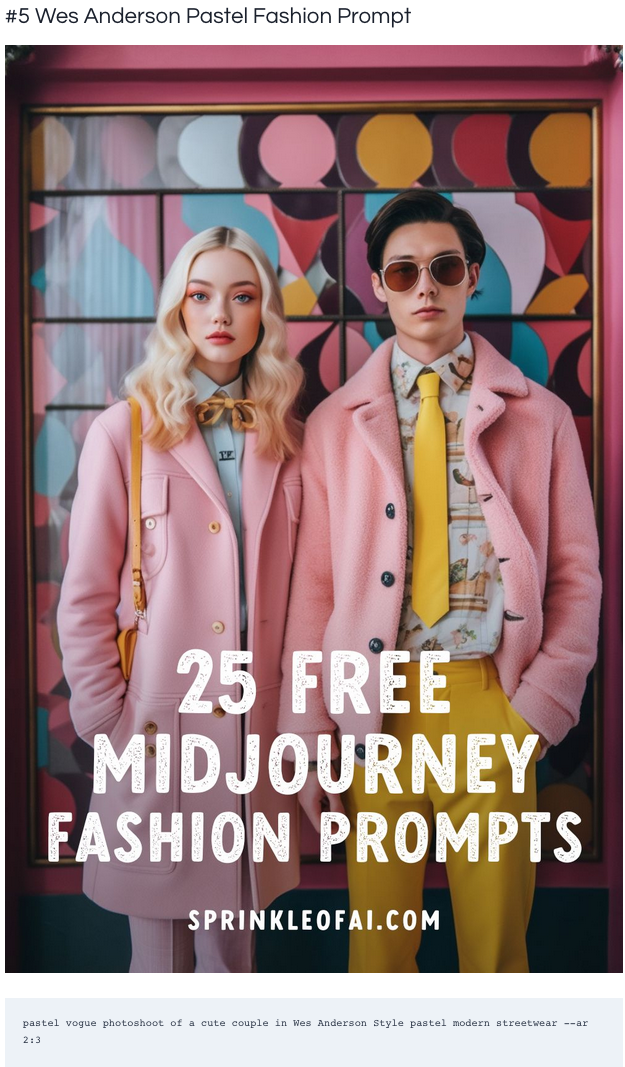 #5 Wes Anderson Pastel Fashion Prompt
25 FREE
MIDJOURNEY
FASHION PROMPTS
SPRINKLEOFAI.COM
pastel vogue photoshoot of a cute couple in Wes Anderson Style pastel modern streetwear --ar
2:3